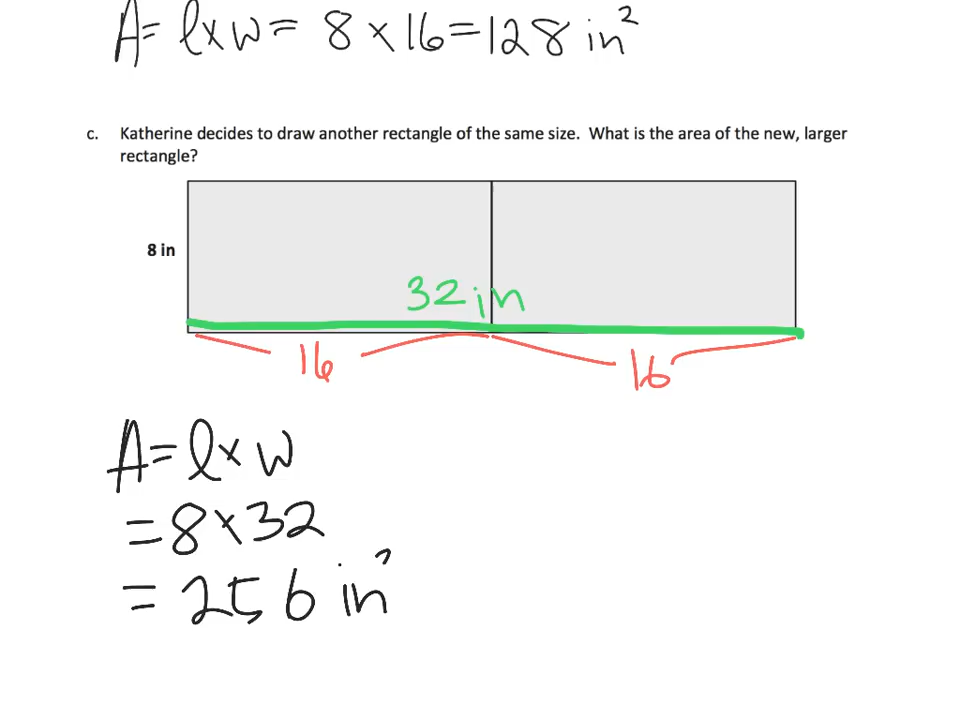 A = l x w = 8 x 16 = 128 in²
c. Katherine decides to draw another rectangle of the same size. What is the area of the new, larger
rectangle?
8 in
32 in
16 16
A = l x w
= 8 x 32
= 256 in²